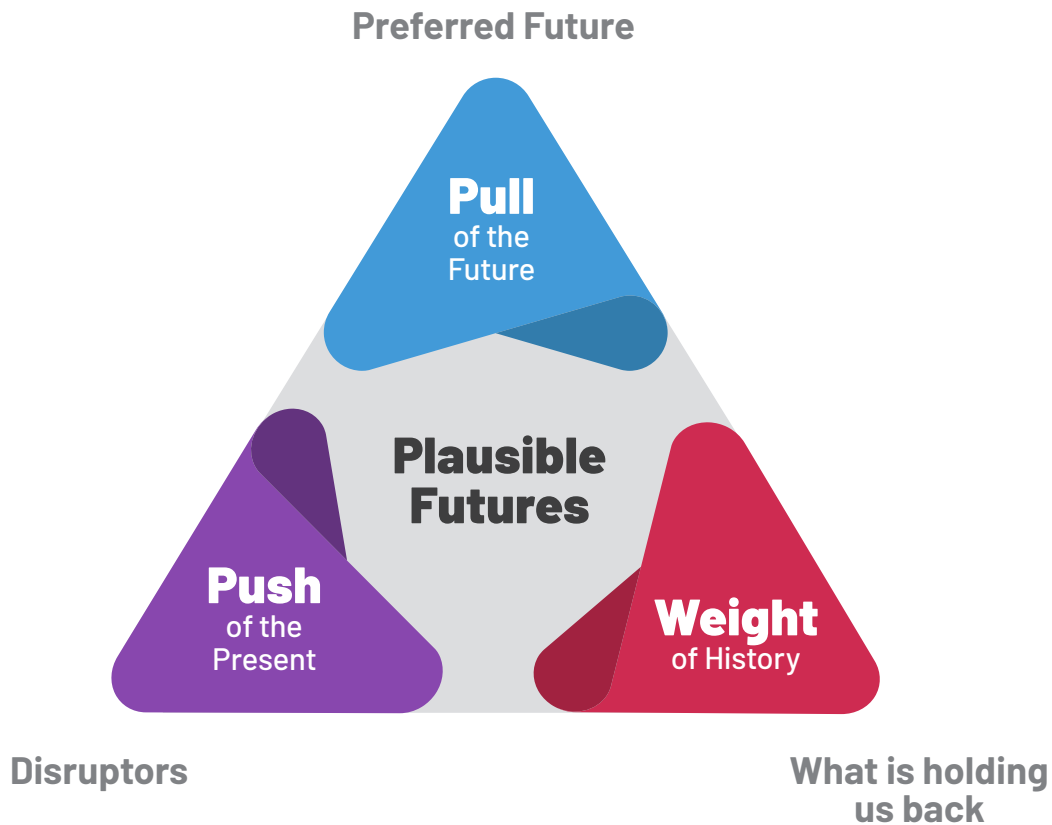 Preferred Future
Pull
of the
Future
Plausible
Futures
Push
of the
Present
Weight
of History
Disruptors
What is holding
us back